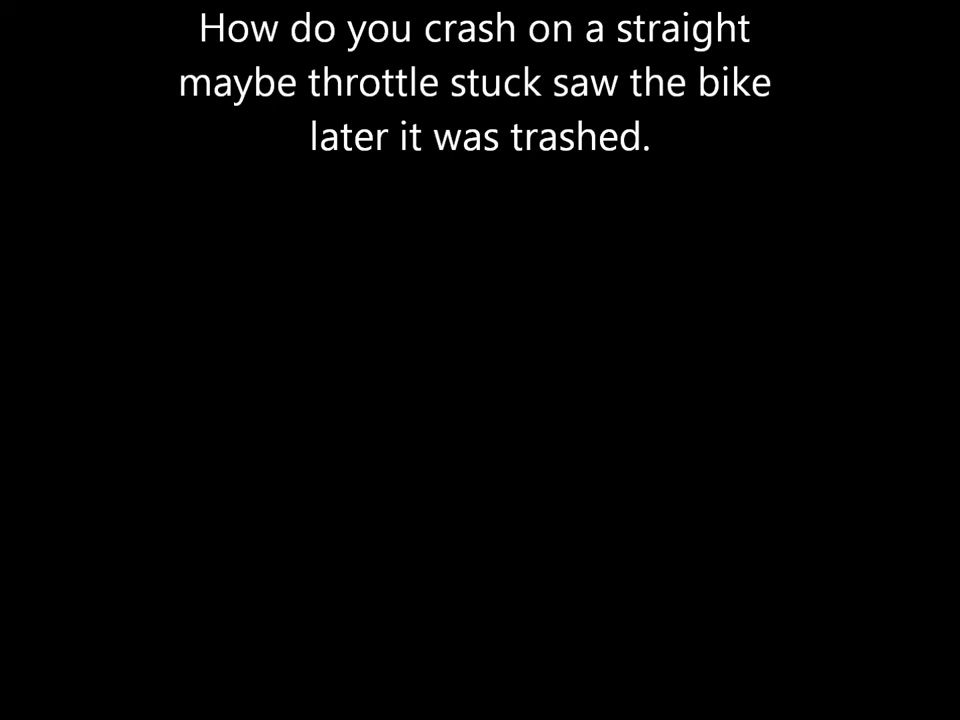 How do you crash on a straight
maybe throttle stuck saw the bike
later it was trashed.